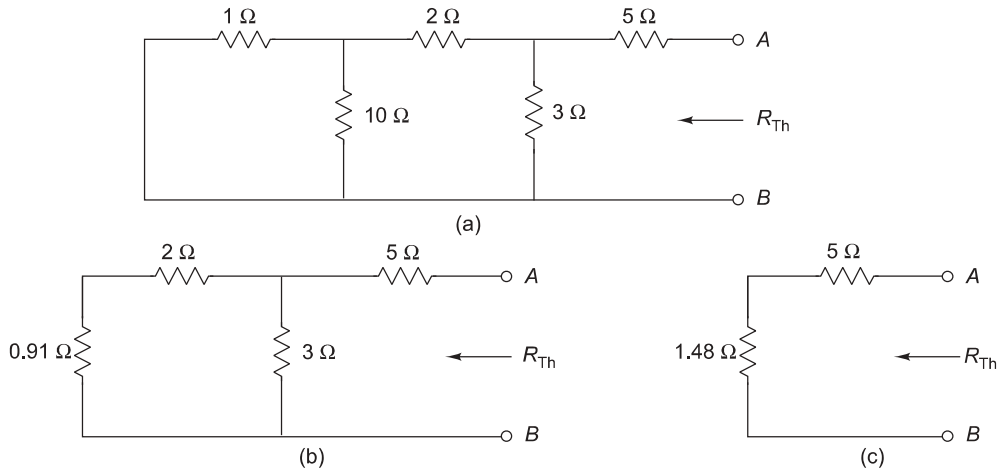 1 Ω 2 Ω 5 Ω A
10 Ω 3 Ω R_Th
B
(a)
2 Ω 5 Ω A 5 Ω A
0.91 Ω 3 Ω R_Th 1.48 Ω R_Th
B B
(b) (c)